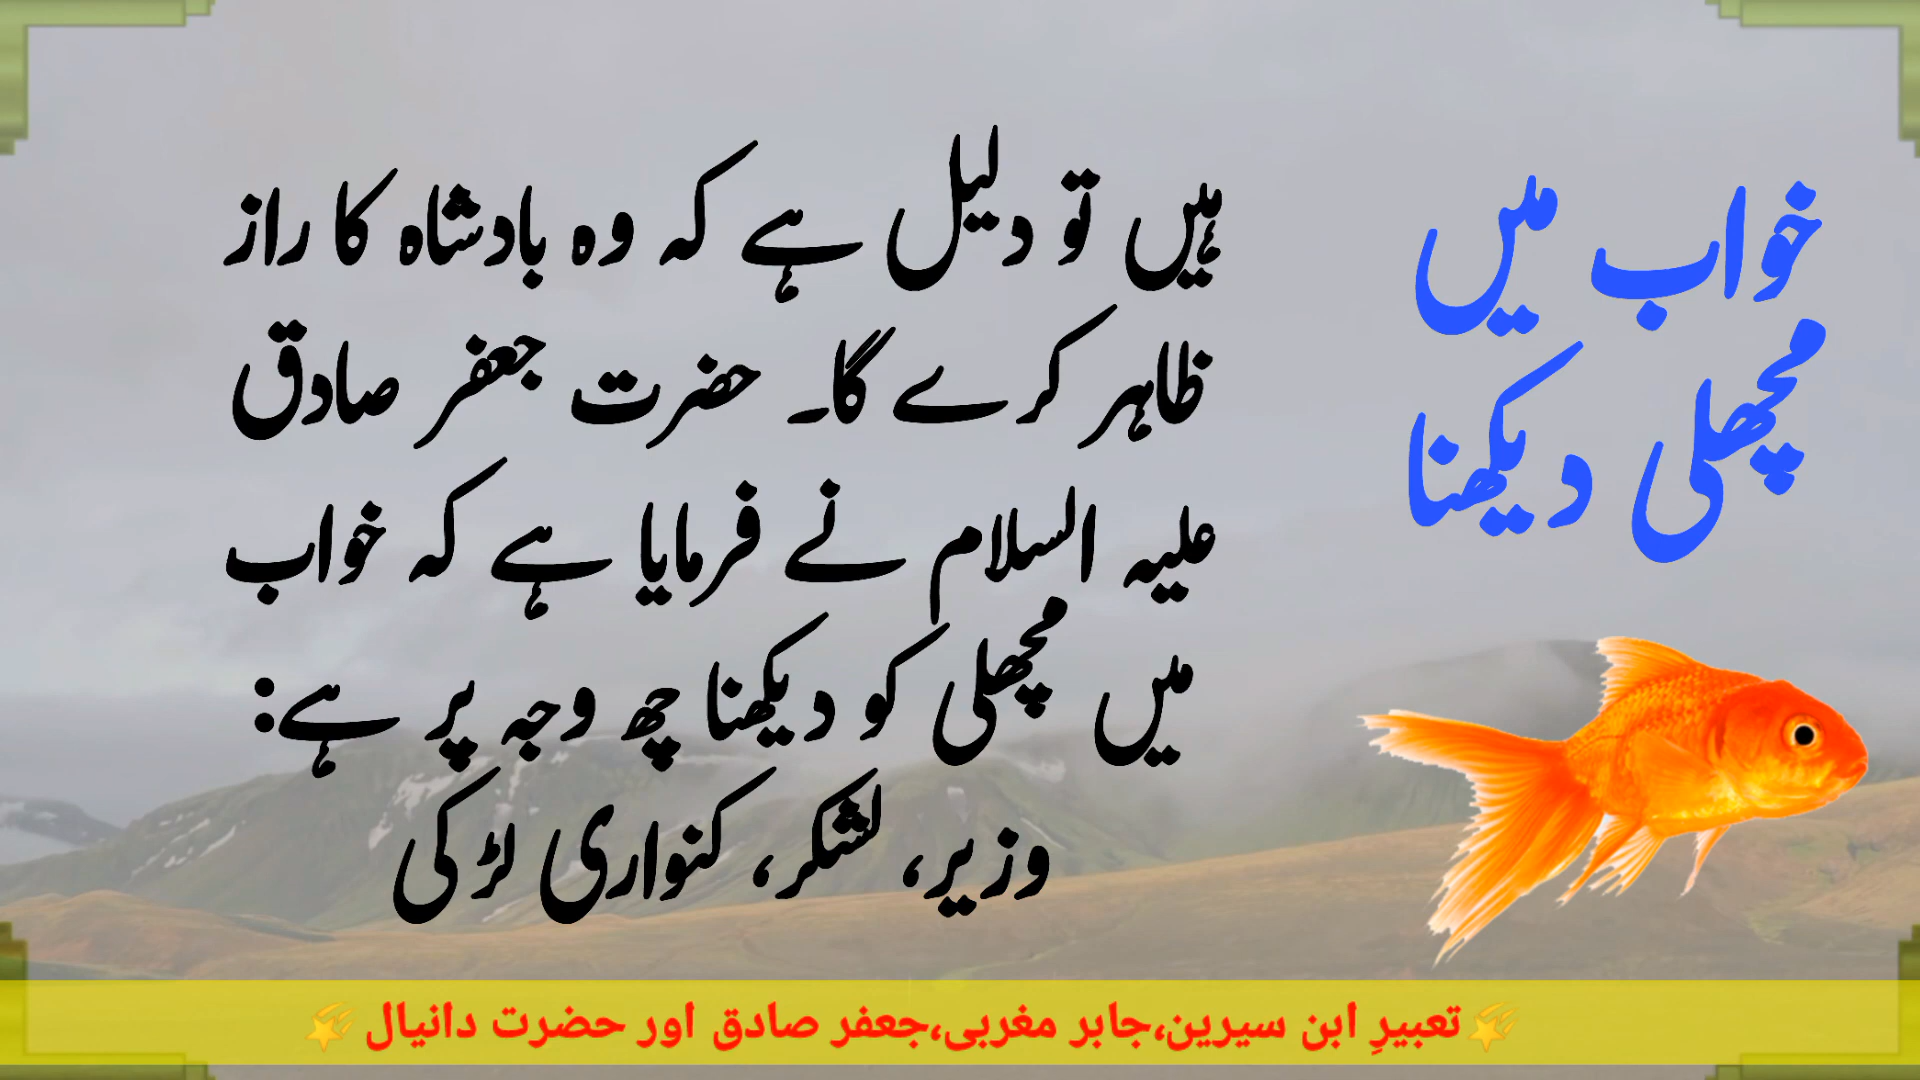 خواب میں
مچھلی دیکھنا
ہیں تو دلیل ہے کہ وہ بادشاہ کا راز
ظاہر کرے گا۔ حضرت جعفر صادق
علیہ السلام نے فرمایا ہے کہ خواب
میں مچھلی کو دیکھنا چھ وجہ پر ہے:
وزیر، لشکر، کنواری لڑکی
تعبیرِ ابن سیرین،جابر مغربی،جعفر صادق اور حضرت دانیال